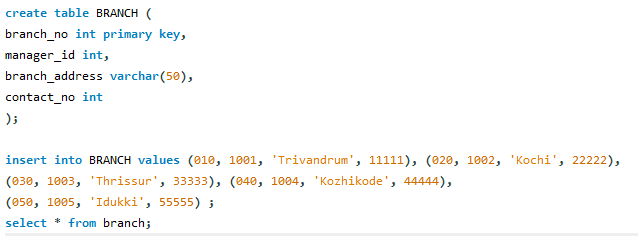 create table BRANCH (
branch_no int primary key,
manager_id int,
branch_address varchar(50),
contact_no int
);
insert into BRANCH values (010, 1001, 'Trivandrum', 11111), (020, 1002, 'Kochi', 22222),
(030, 1003, 'Thrissur', 33333), (040, 1004, 'Kozhikode', 44444),
(050, 1005, 'Idukki', 55555) ;
select * from branch;